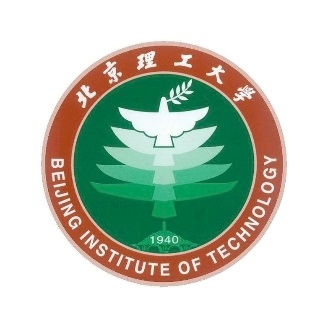 北京理工大学
1940
BEIJING INSTITUTE OF TECHNOLOGY